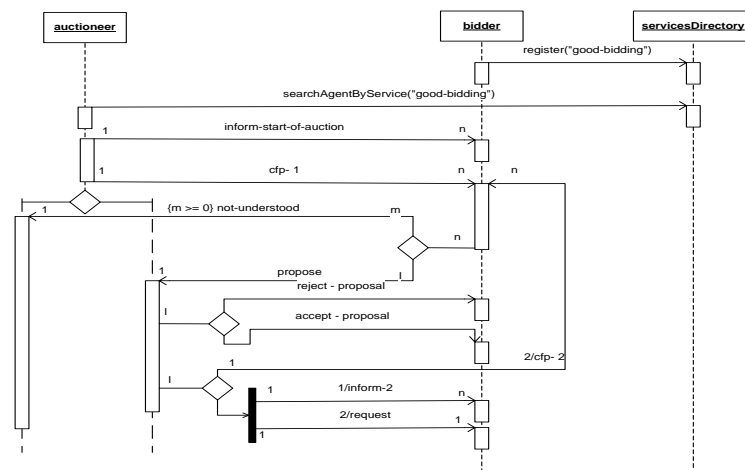 auctioneer
bidder
servicesDirectory
register("good-bidding")
searchAgentByService("good-bidding")
1 inform-start-of-auction n
1 cfp- 1 n n
1 {m >= 0} not-understood m
n
1 propose l
reject - proposal
l
accept - proposal
2/cfp- 2
1
l
1 1/inform-2 n
2/request 1
1